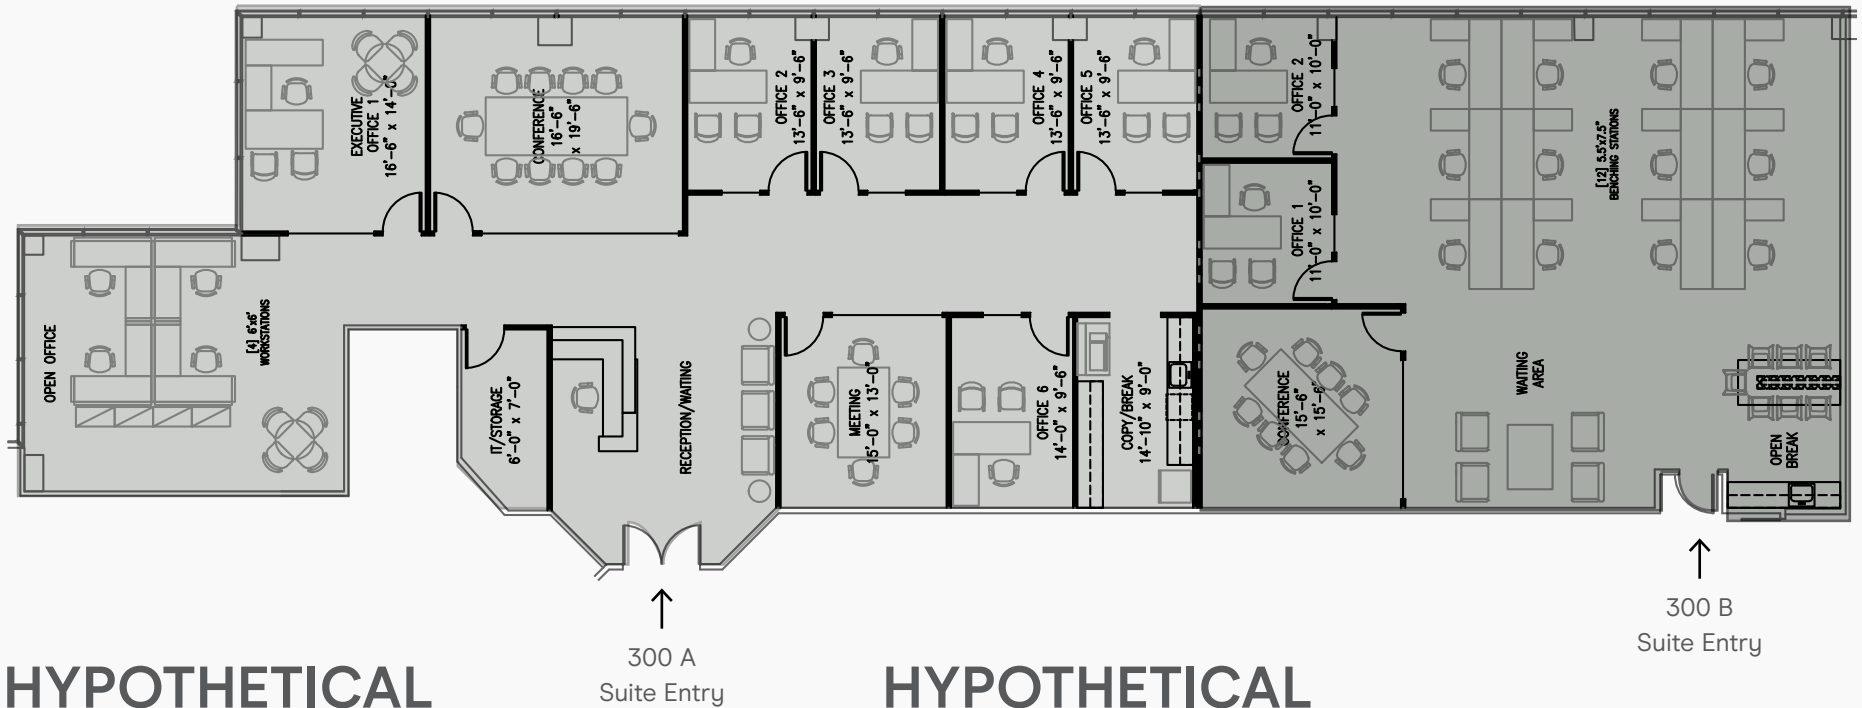 EXECUTIVE
OFFICE 1
16'-6" x 14'-0"
CONFERENCE
16'-6"
x 19'-6"
OFFICE 2
13'-6" x 9'-6"
OFFICE 3
13'-6" x 9'-6"
OFFICE 4
13'-6" x 9'-6"
OFFICE 5
13'-6" x 9'-6"
OFFICE 2
11'-0" x 10'-0"
[12] 5.5'x7.5'
BENCHING STATIONS
OFFICE 1
11'-0" x 10'-0"
OPEN OFFICE
[4] 6'x6'
WORKSTATIONS
IT/STORAGE
6'-0" x 7'-0"
RECEPTION/WAITING
MEETING
15'-0" x 13'-0"
OFFICE 6
14'-0" x 9'-6"
COPY/BREAK
14'-10" x 9'-0"
CONFERENCE
15'-6"
x 15'-6"
WAITING
AREA
OPEN
BREAK
300 A
Suite Entry
300 B
Suite Entry
HYPOTHETICAL
HYPOTHETICAL